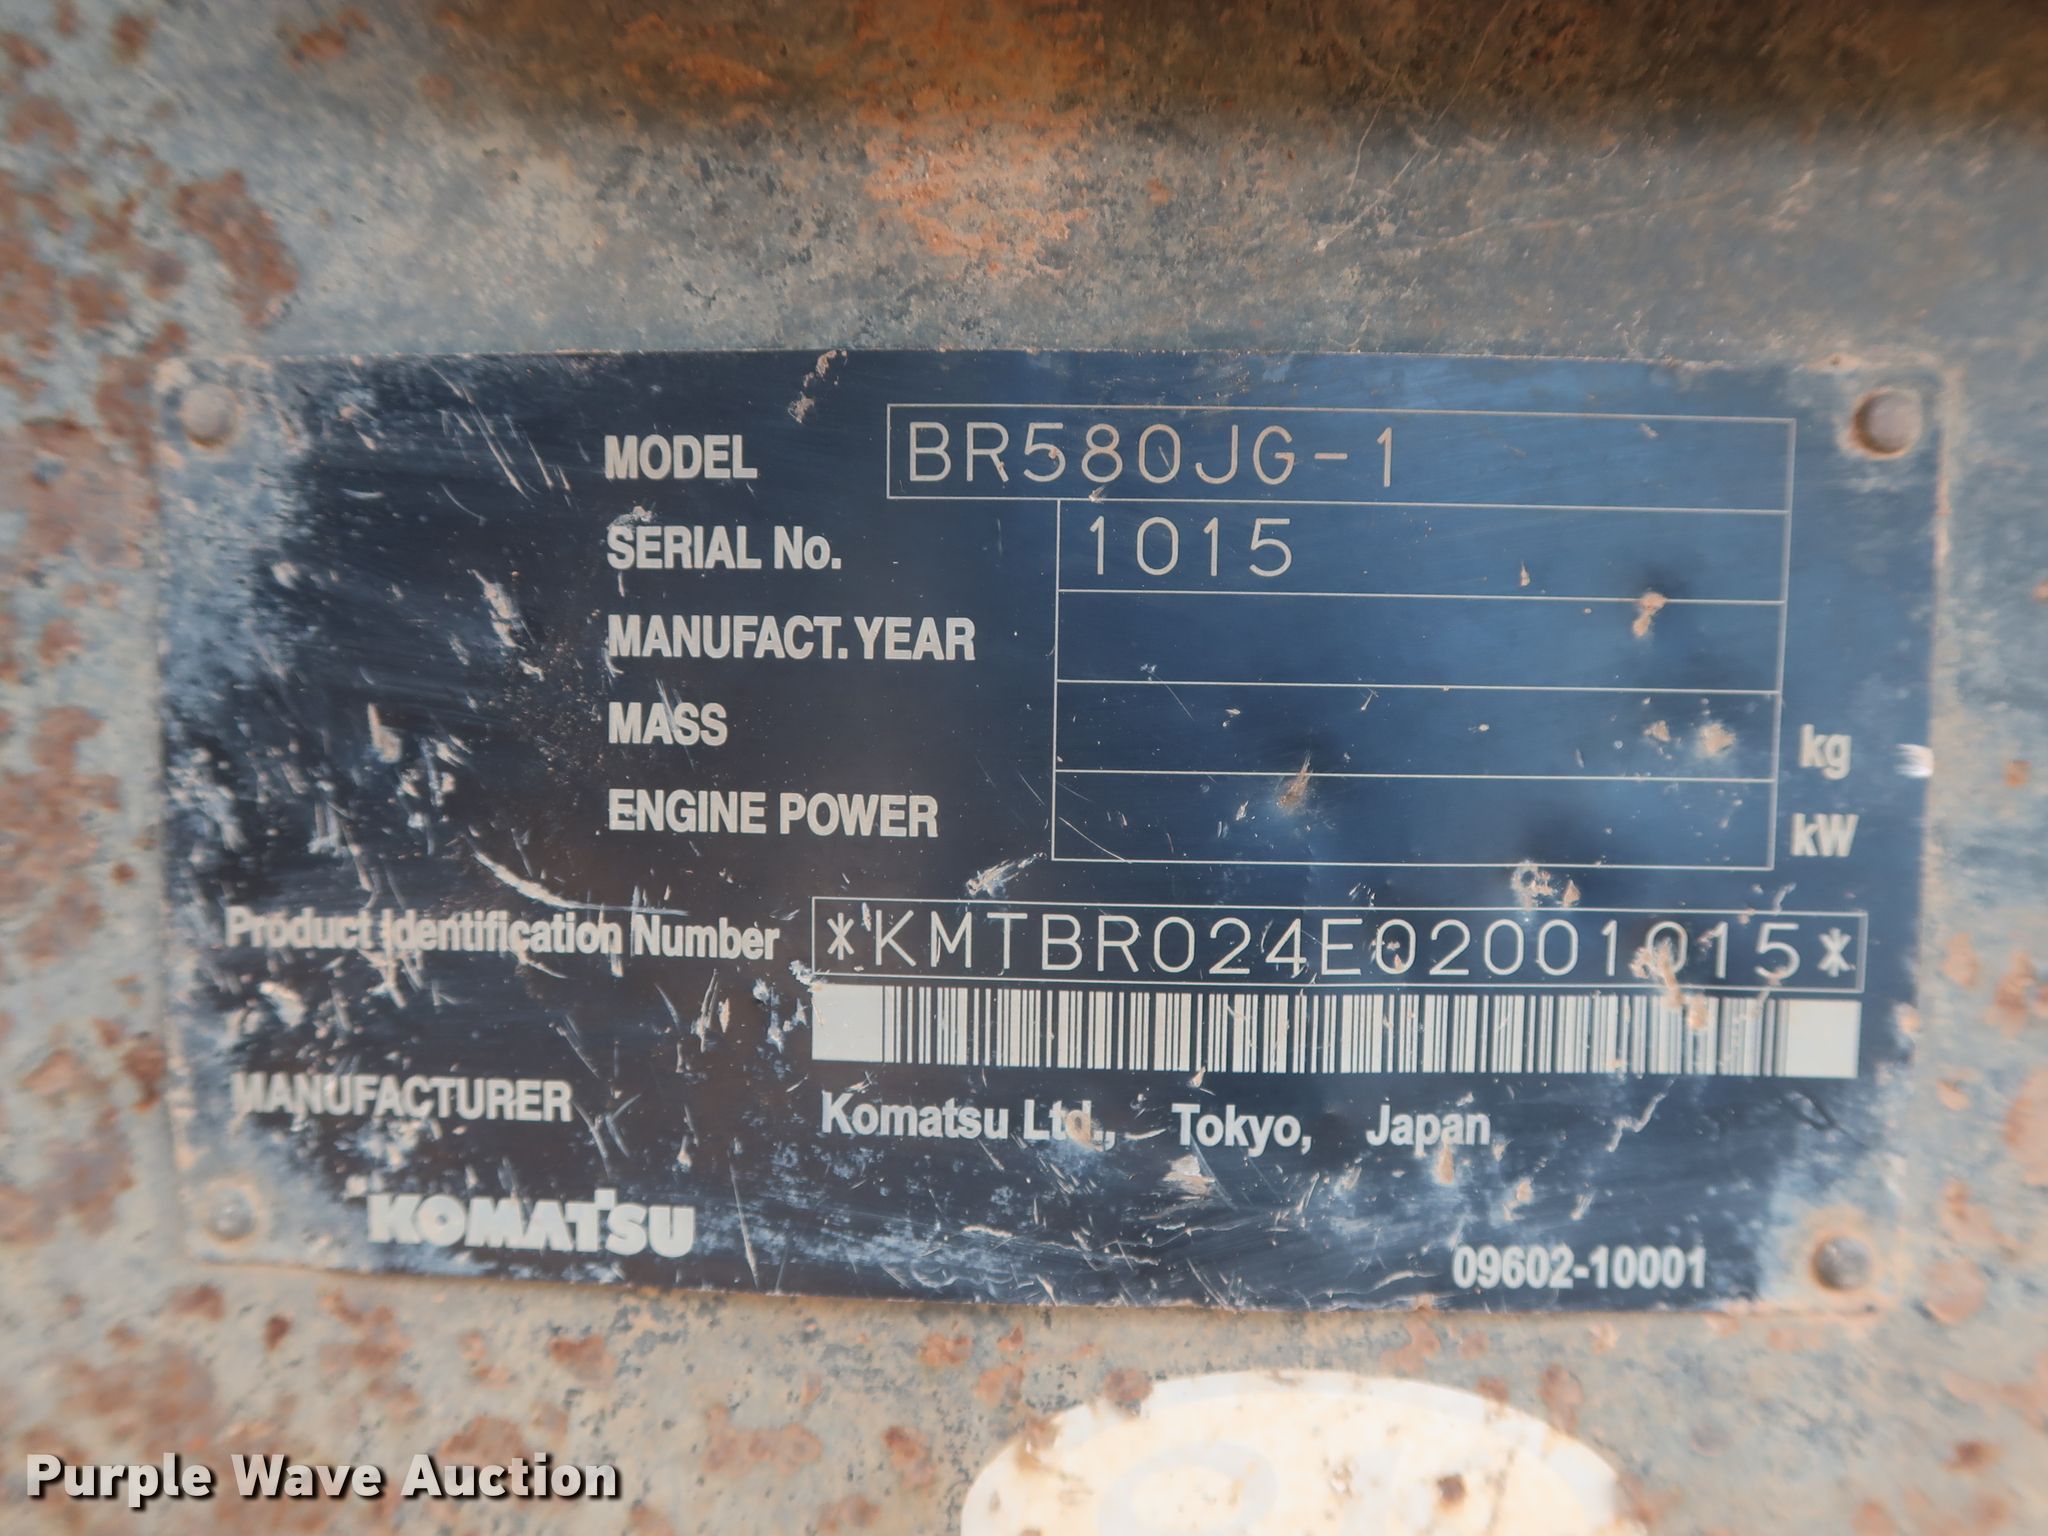 MODEL BR580JG-1
SERIAL No. 1015
MANUFACT. YEAR
MASS kg
ENGINE POWER kW
Product Identification Number *KMTBR024E02001015*
MANUFACTURER Komatsu Ltd., Tokyo, Japan
KOMATSU
09602-10001
Purple Wave Auction